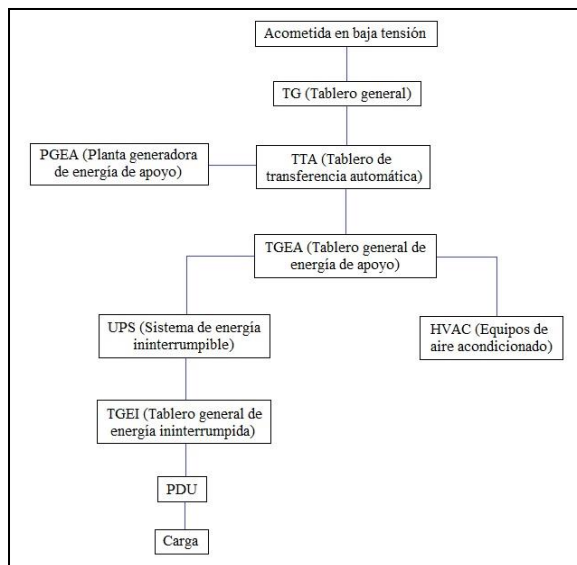 Acometida en baja tensión
TG (Tablero general)
PGEA (Planta generadora
de energía de apoyo)
TTA (Tablero de
transferencia automática)
TGEA (Tablero general de
energía de apoyo)
UPS (Sistema de energía
ininterrumpible)
HVAC (Equipos de
aire acondicionado)
TGEI (Tablero general de
energía ininterrumpida)
PDU
Carga